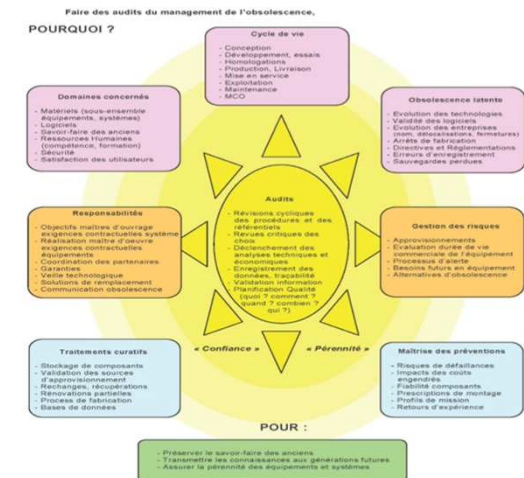 Faire des audits du management de l'obsolescence,
POURQUOI ?
Cycle de vie
- Conception
- Développement, essais
- Homologations
- Production, Livraison
- Mise en service
- Exploitation
- Maintenance
- MCO
Domaines concernés
- Matériels (sous-ensemble
équipements, systèmes)
- Logiciels
- Savoir-faire des anciens
- Ressources Humaines
(compétence, formation)
- Sécurité
- Satisfaction des utilisateurs
Obsolescence latente
- Evolution des technologies
- Validité des logiciels
- Evolution des entreprises
(nom, délocalisations, fermetures)
- Arrêts de fabrication
- Directives et Réglementations
- Erreurs d'enregistrement
- Sauvegardes perdues
Responsabilités
- Objectifs maîtres d'ouvrage
exigences contractuelles système
- Réalisation maître d'oeuvre
exigences contractuelles
équipements
- Coordination des partenaires
- Garanties
- Veille technologique
- Solutions de remplacement
- Communication obsolescence
Audits
- Révisions cycliques
des procédures et des
référentiels
- Revues critiques des
choix
- Déclenchement des
analyses techniques et
économiques
- Enregistrement des
données, traçabilité
- Validation information
- Planification Qualité
(quoi ? comment ?
quand ? combien ?
qui ?)
Gestion des risques
- Approvisionnements
- Evaluation durée de vie
commerciale de l'équipement
- Processus d'alerte
- Besoins futurs en équipement
- Alternatives d'obsolescence
Traitements curatifs
- Stockage de composants
- Validation des sources
d'approvisionnement
- Rechanges, récupérations
- Rénovations partielles
- Process de fabrication
- Bases de données
« Confiance »
« Pérennité »
Maîtrise des préventions
- Risques de défaillances
- Impacts des coûts
engendrés
- Fiabilité composants
- Prescriptions de montage
- Profils de mission
- Retours d'expérience
POUR :
- Préserver le savoir-faire des anciens
- Transmettre les connaissances aux générations futures
- Assurer la pérennité des équipements et systèmes